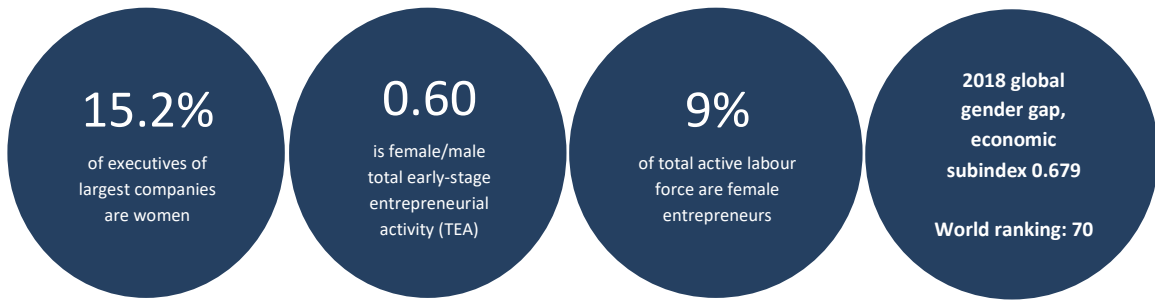 15.2%
of executives of
largest companies
are women
0.60
is female/male
total early-stage
entrepreneurial
activity (TEA)
9%
of total active labour
force are female
entrepreneurs
2018 global
gender gap,
economic
subindex 0.679
World ranking: 70